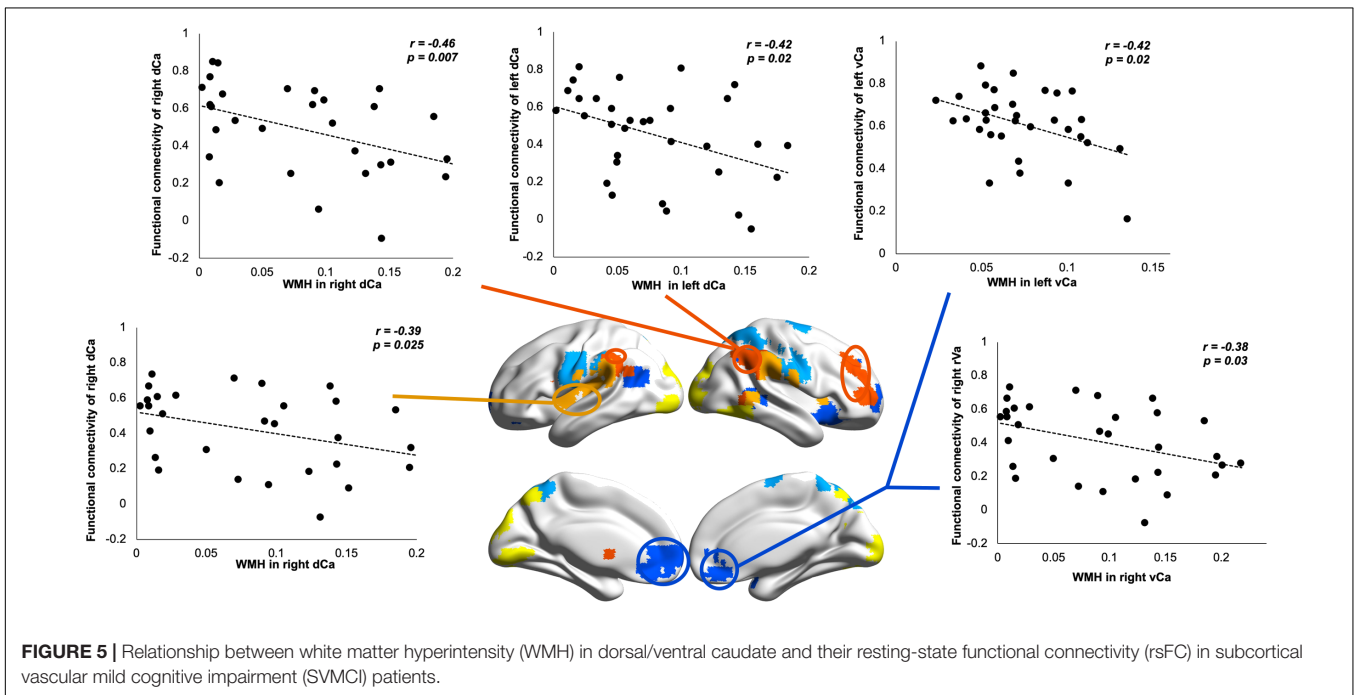 r = -0.46
p = 0.007
Functional connectivity of right dCa
1
0.8
0.6
0.4
0.2
0
-0.2
0 0.05 0.1 0.15 0.2
WMH in right dCa
r = -0.42
p = 0.02
Functional connectivity of left dCa
1
0.8
0.6
0.4
0.2
0
-0.2
0 0.05 0.1 0.15 0.2
WMH in left dCa
r = -0.42
p = 0.02
Functional connectivity of left vCa
1
0.8
0.6
0.4
0.2
0
0 0.05 0.1 0.15
WMH in left vCa
r = -0.39
p = 0.025
Functional connectivity of right dCa
1
0.8
0.6
0.4
0.2
0
-0.2
0 0.05 0.1 0.15 0.2
WMH in right dCa
r = -0.38
p = 0.03
Functional connectivity of right rVa
1
0.8
0.6
0.4
0.2
0
-0.2
0 0.05 0.1 0.15 0.2
WMH in right vCa
FIGURE 5 | Relationship between white matter hyperintensity (WMH) in dorsal/ventral caudate and their resting-state functional connectivity (rsFC) in subcortical
vascular mild cognitive impairment (SVMCI) patients.